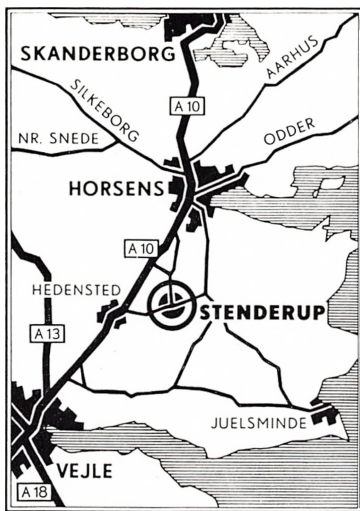 SKANDERBORG
AARHUS
SILKEBORG
A 10
ODDER
NR. SNEDE
HORSENS
A 10
HEDENSTED
STENDERUP
A 13
JUELSMINDE
VEJLE
A 18